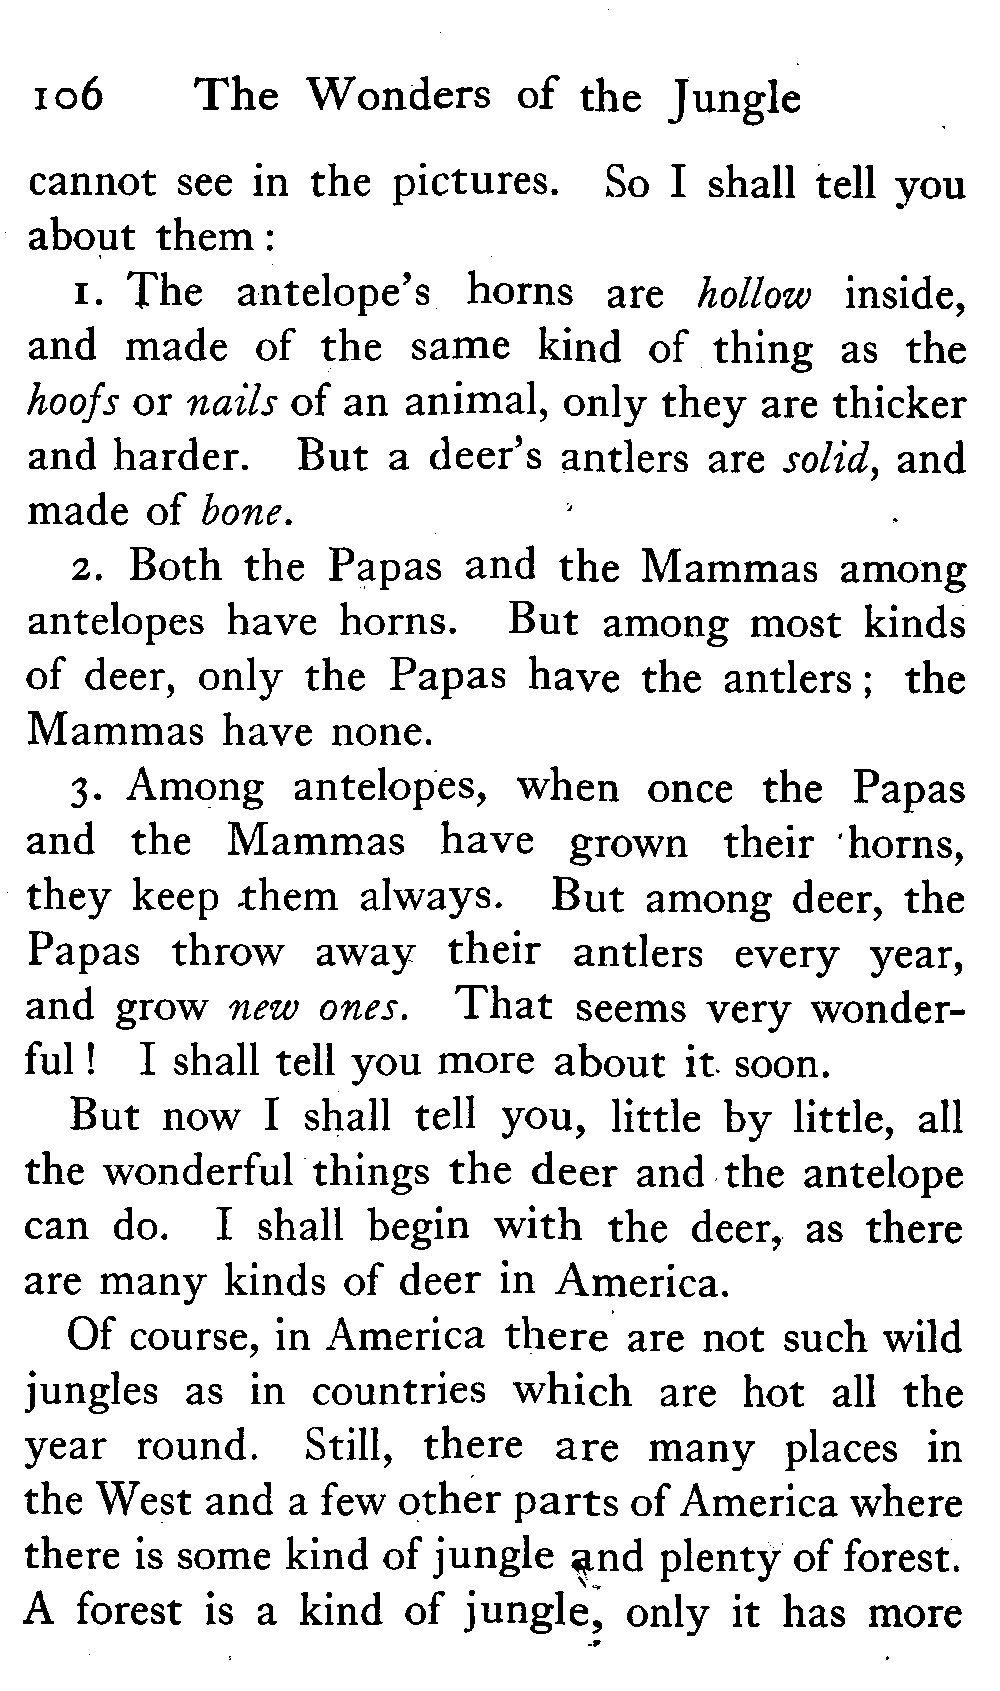 106 The Wonders of the Jungle
cannot see in the pictures. So I shall tell you
about them :
1. The antelope's horns are hollow inside,
and made of the same kind of thing as the
hoofs or nails of an animal, only they are thicker
and harder. But a deer's antlers are solid, and
made of bone.
2. Both the Papas and the Mammas among
antelopes have horns. But among most kinds
of deer, only the Papas have the antlers ; the
Mammas have none.
3. Among antelopes, when once the Papas
and the Mammas have grown their horns,
they keep them always. But among deer, the
Papas throw away their antlers every year,
and grow new ones. That seems very wonder-
ful ! I shall tell you more about it soon.
But now I shall tell you, little by little, all
the wonderful things the deer and the antelope
can do. I shall begin with the deer, as there
are many kinds of deer in America.
Of course, in America there are not such wild
jungles as in countries which are hot all the
year round. Still, there are many places in
the West and a few other parts of America where
there is some kind of jungle and plenty of forest.
A forest is a kind of jungle, only it has more